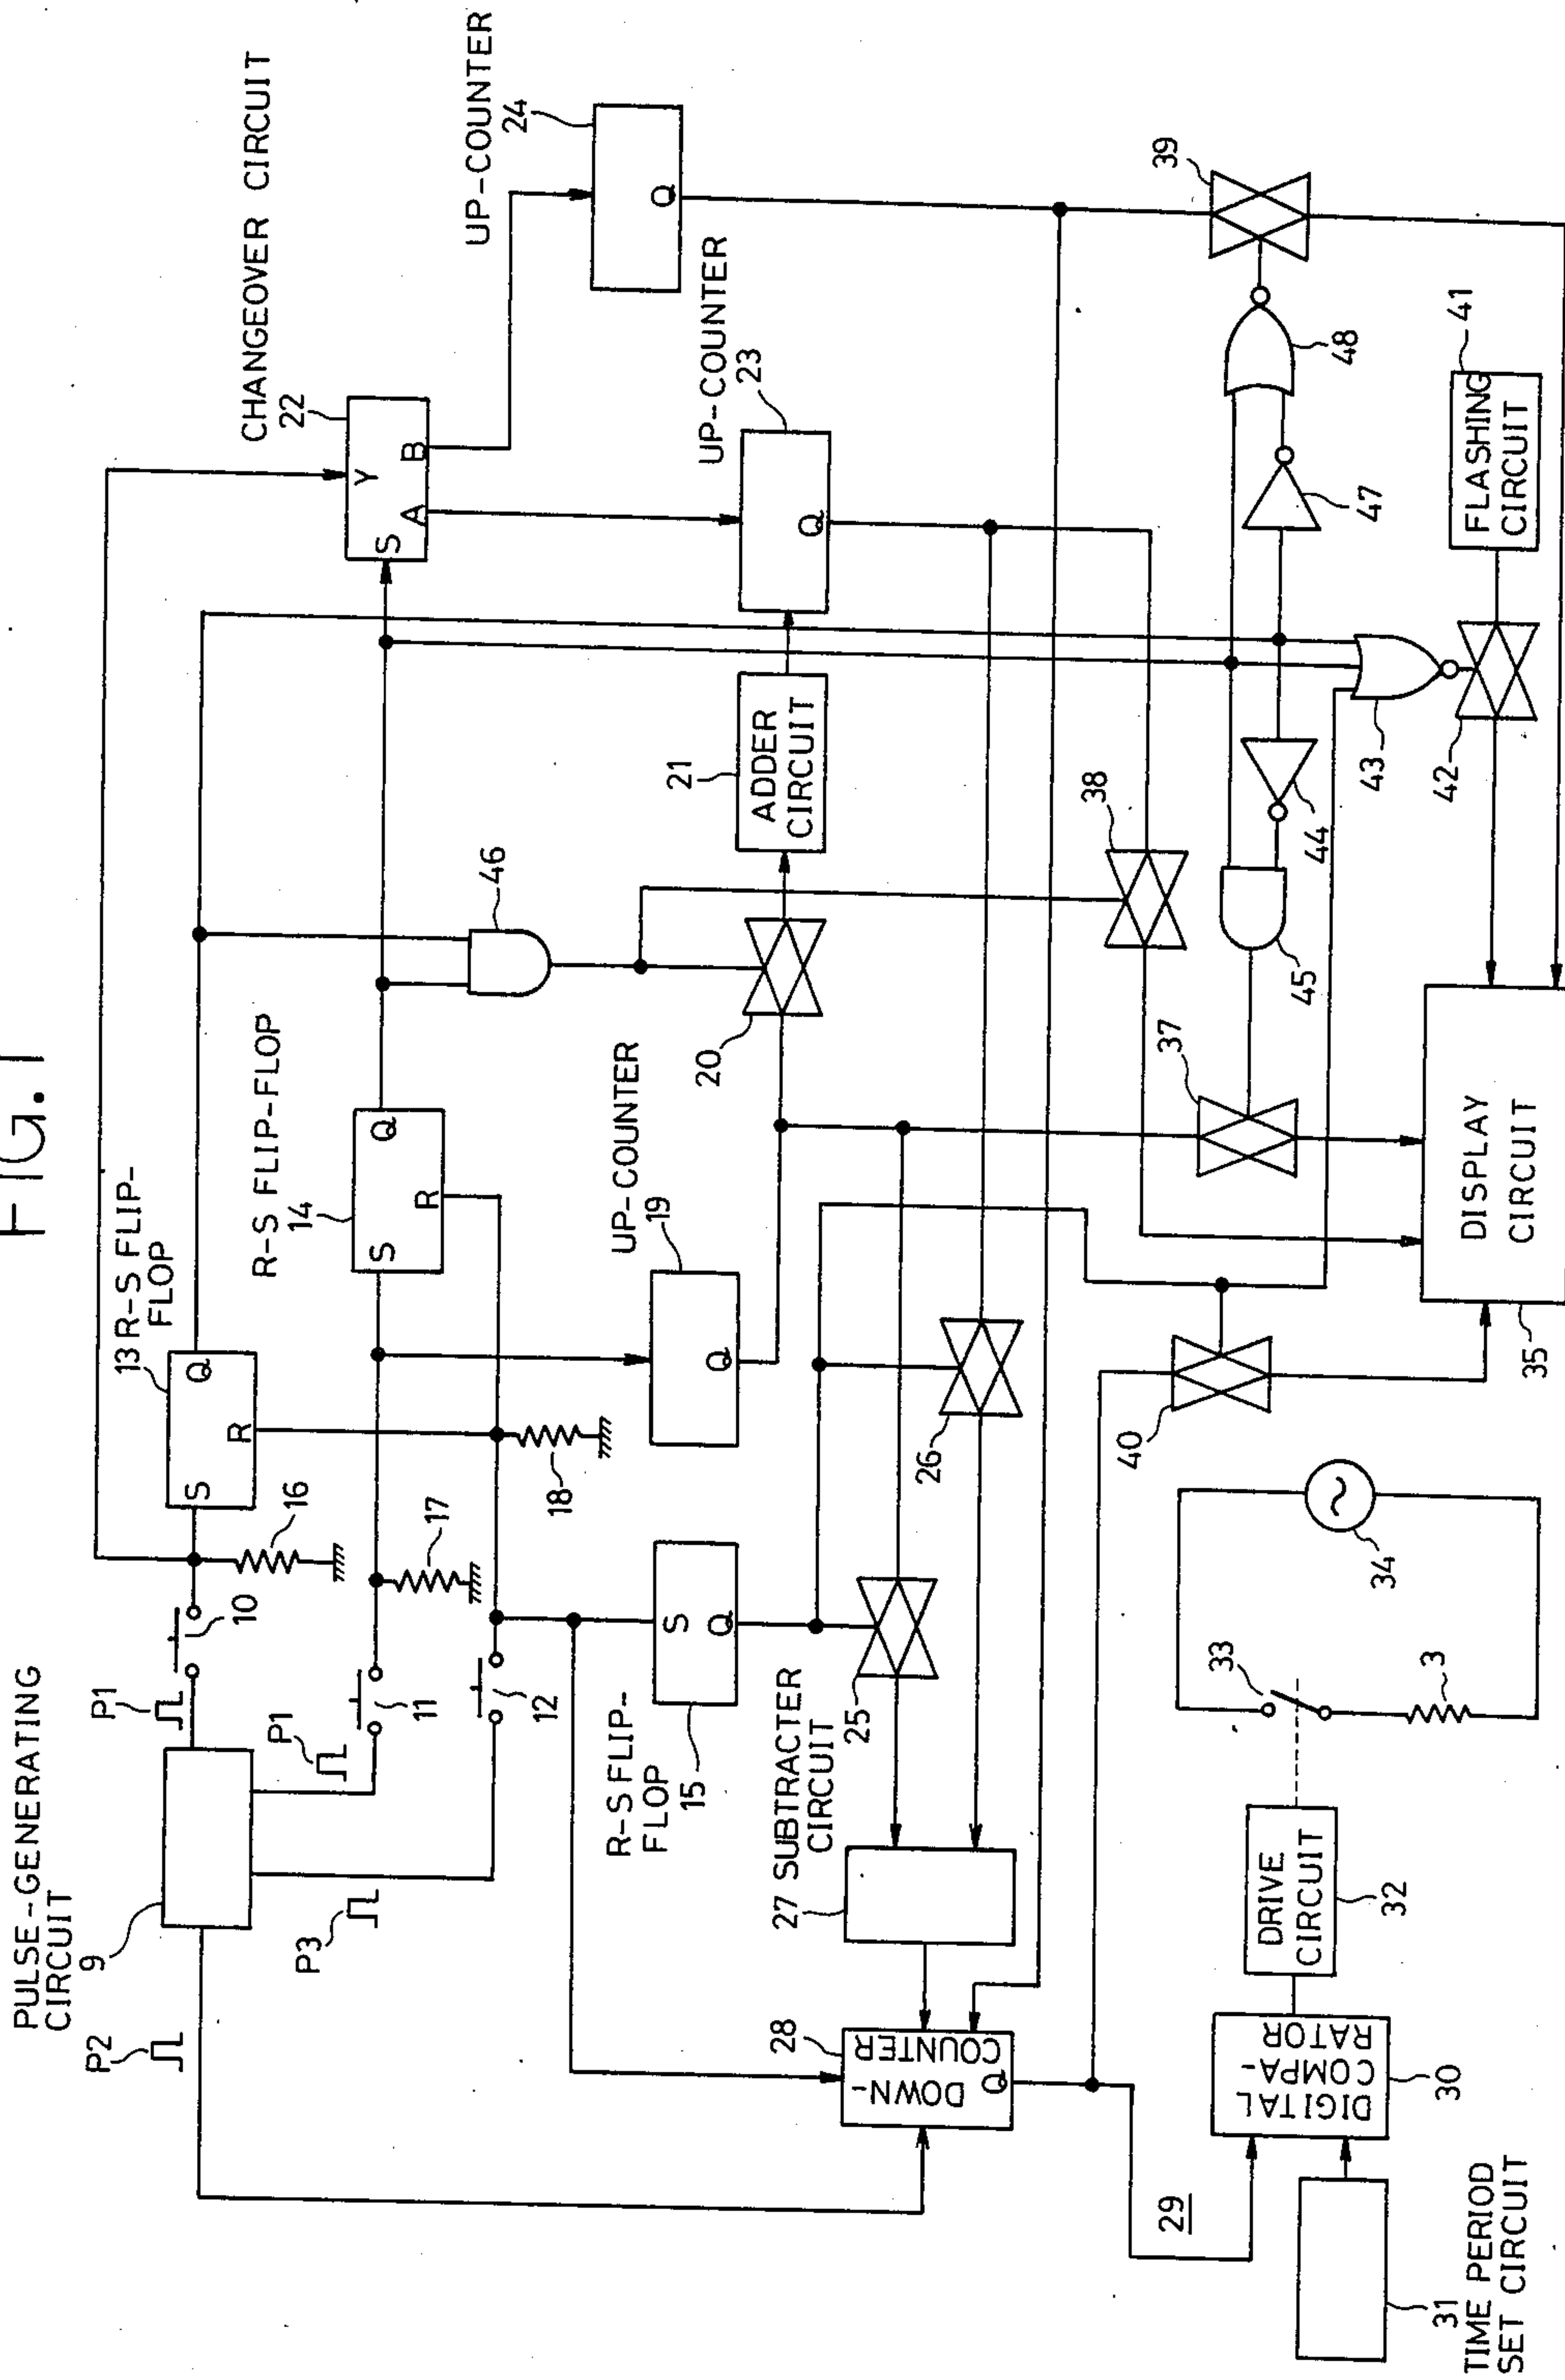 FIG. 1
PULSE-GENERATING
CIRCUIT
9
P2
P1
P1
P3
10
11
12
16
17
18
13 R-S FLIP-
FLOP
S
Q
R
R-S FLIP-FLOP
14
S
Q
R
R-S FLIP-
FLOP
15
S
Q
UP-COUNTER
19
Q
46
20
21
ADDER
CIRCUIT
CHANGEOVER CIRCUIT
22
Y
S
A
B
UP-COUNTER
23
Q
UP-COUNTER
24
Q
25
26
27 SUBTRACTER
CIRCUIT
28
DOWN-
COUNTER
Q
29
DIGITAL
COMPA-
RATOR
30
31
TIME PERIOD
SET CIRCUIT
DRIVE
CIRCUIT
32
33
3
34
40
37
38
39
45
44
47
48
43
42
41
FLASHING
CIRCUIT
DISPLAY
CIRCUIT
35